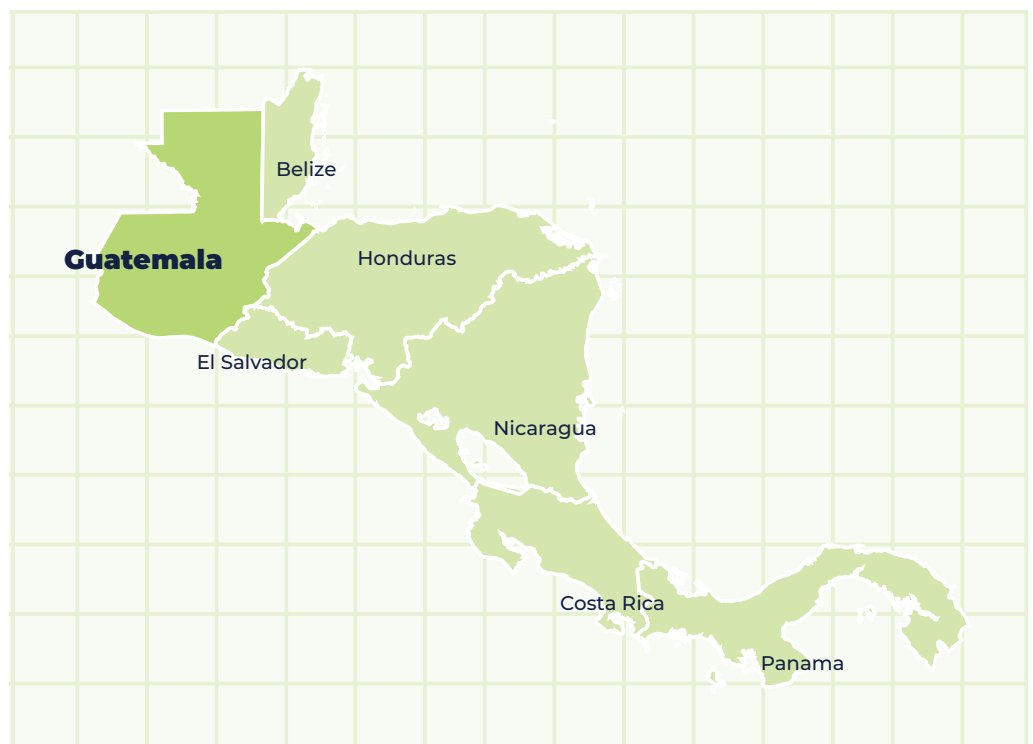 Belize
Guatemala
Honduras
El Salvador
Nicaragua
Costa Rica
Panama